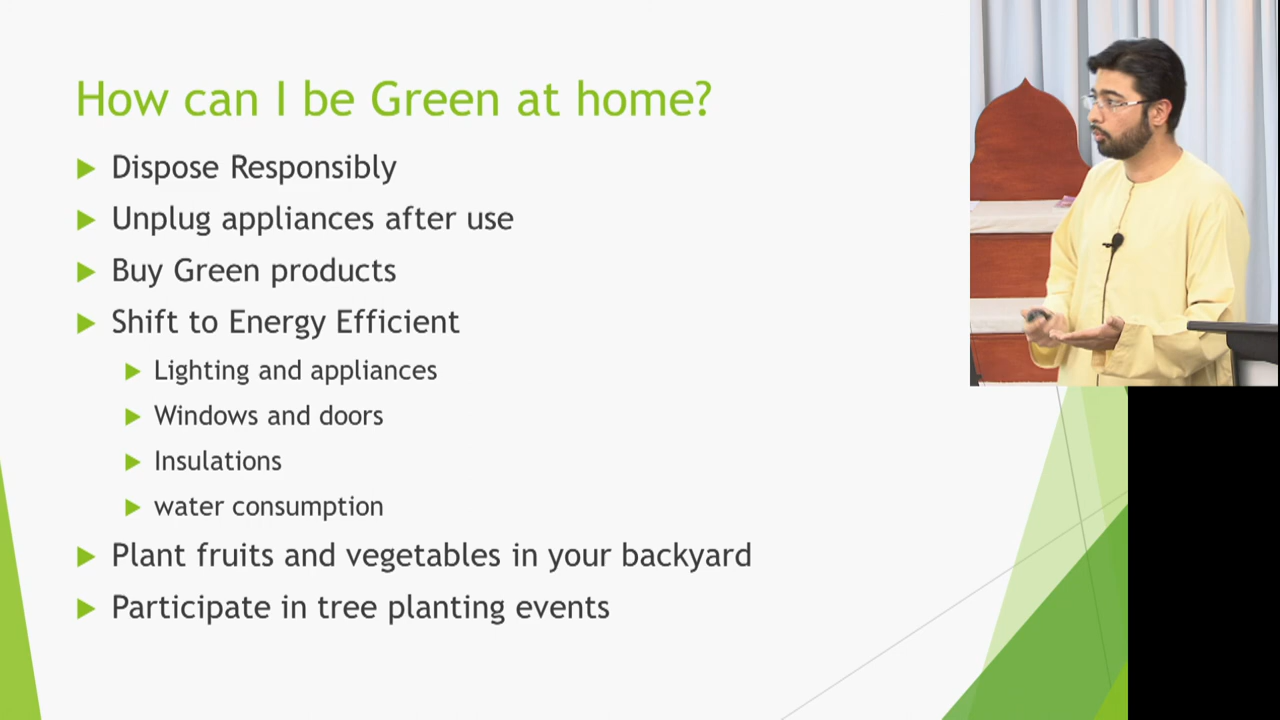 How can I be Green at home?
Dispose Responsibly
Unplug appliances after use
Buy Green products
Shift to Energy Efficient
Lighting and appliances
Windows and doors
Insulations
water consumption
Plant fruits and vegetables in your backyard
Participate in tree planting events